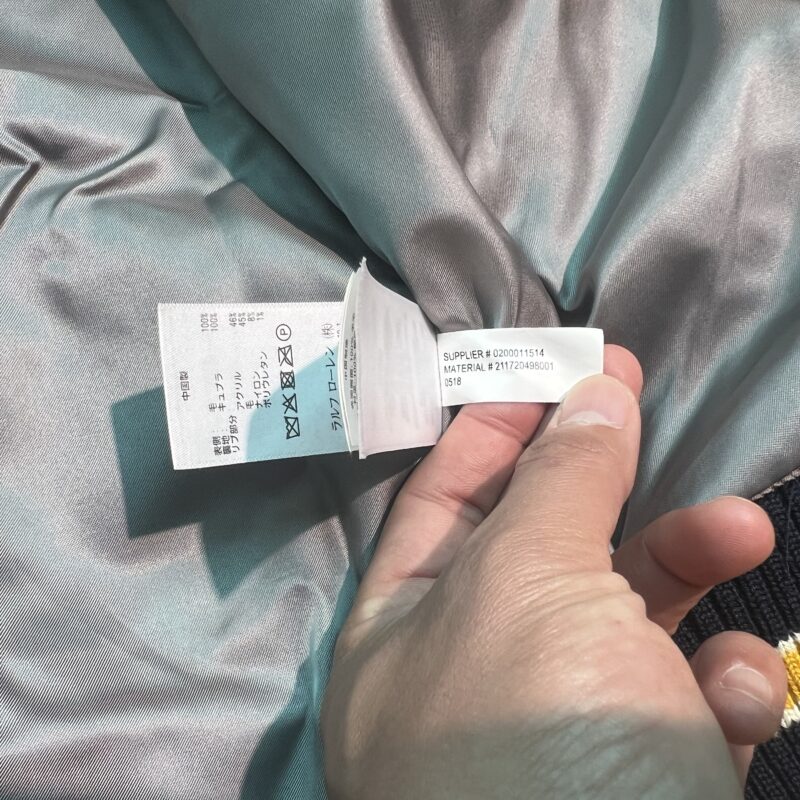 SUPPLIER # 0200011514
MATERIAL # 211720498001
0518
中国製
表側: 毛 100%
裏地: キュプラ 100%
リブ部分 アクリル 46%
毛 45%
ナイロン 8%
ポリウレタン 1%
P
ラルフ ローレン (株)